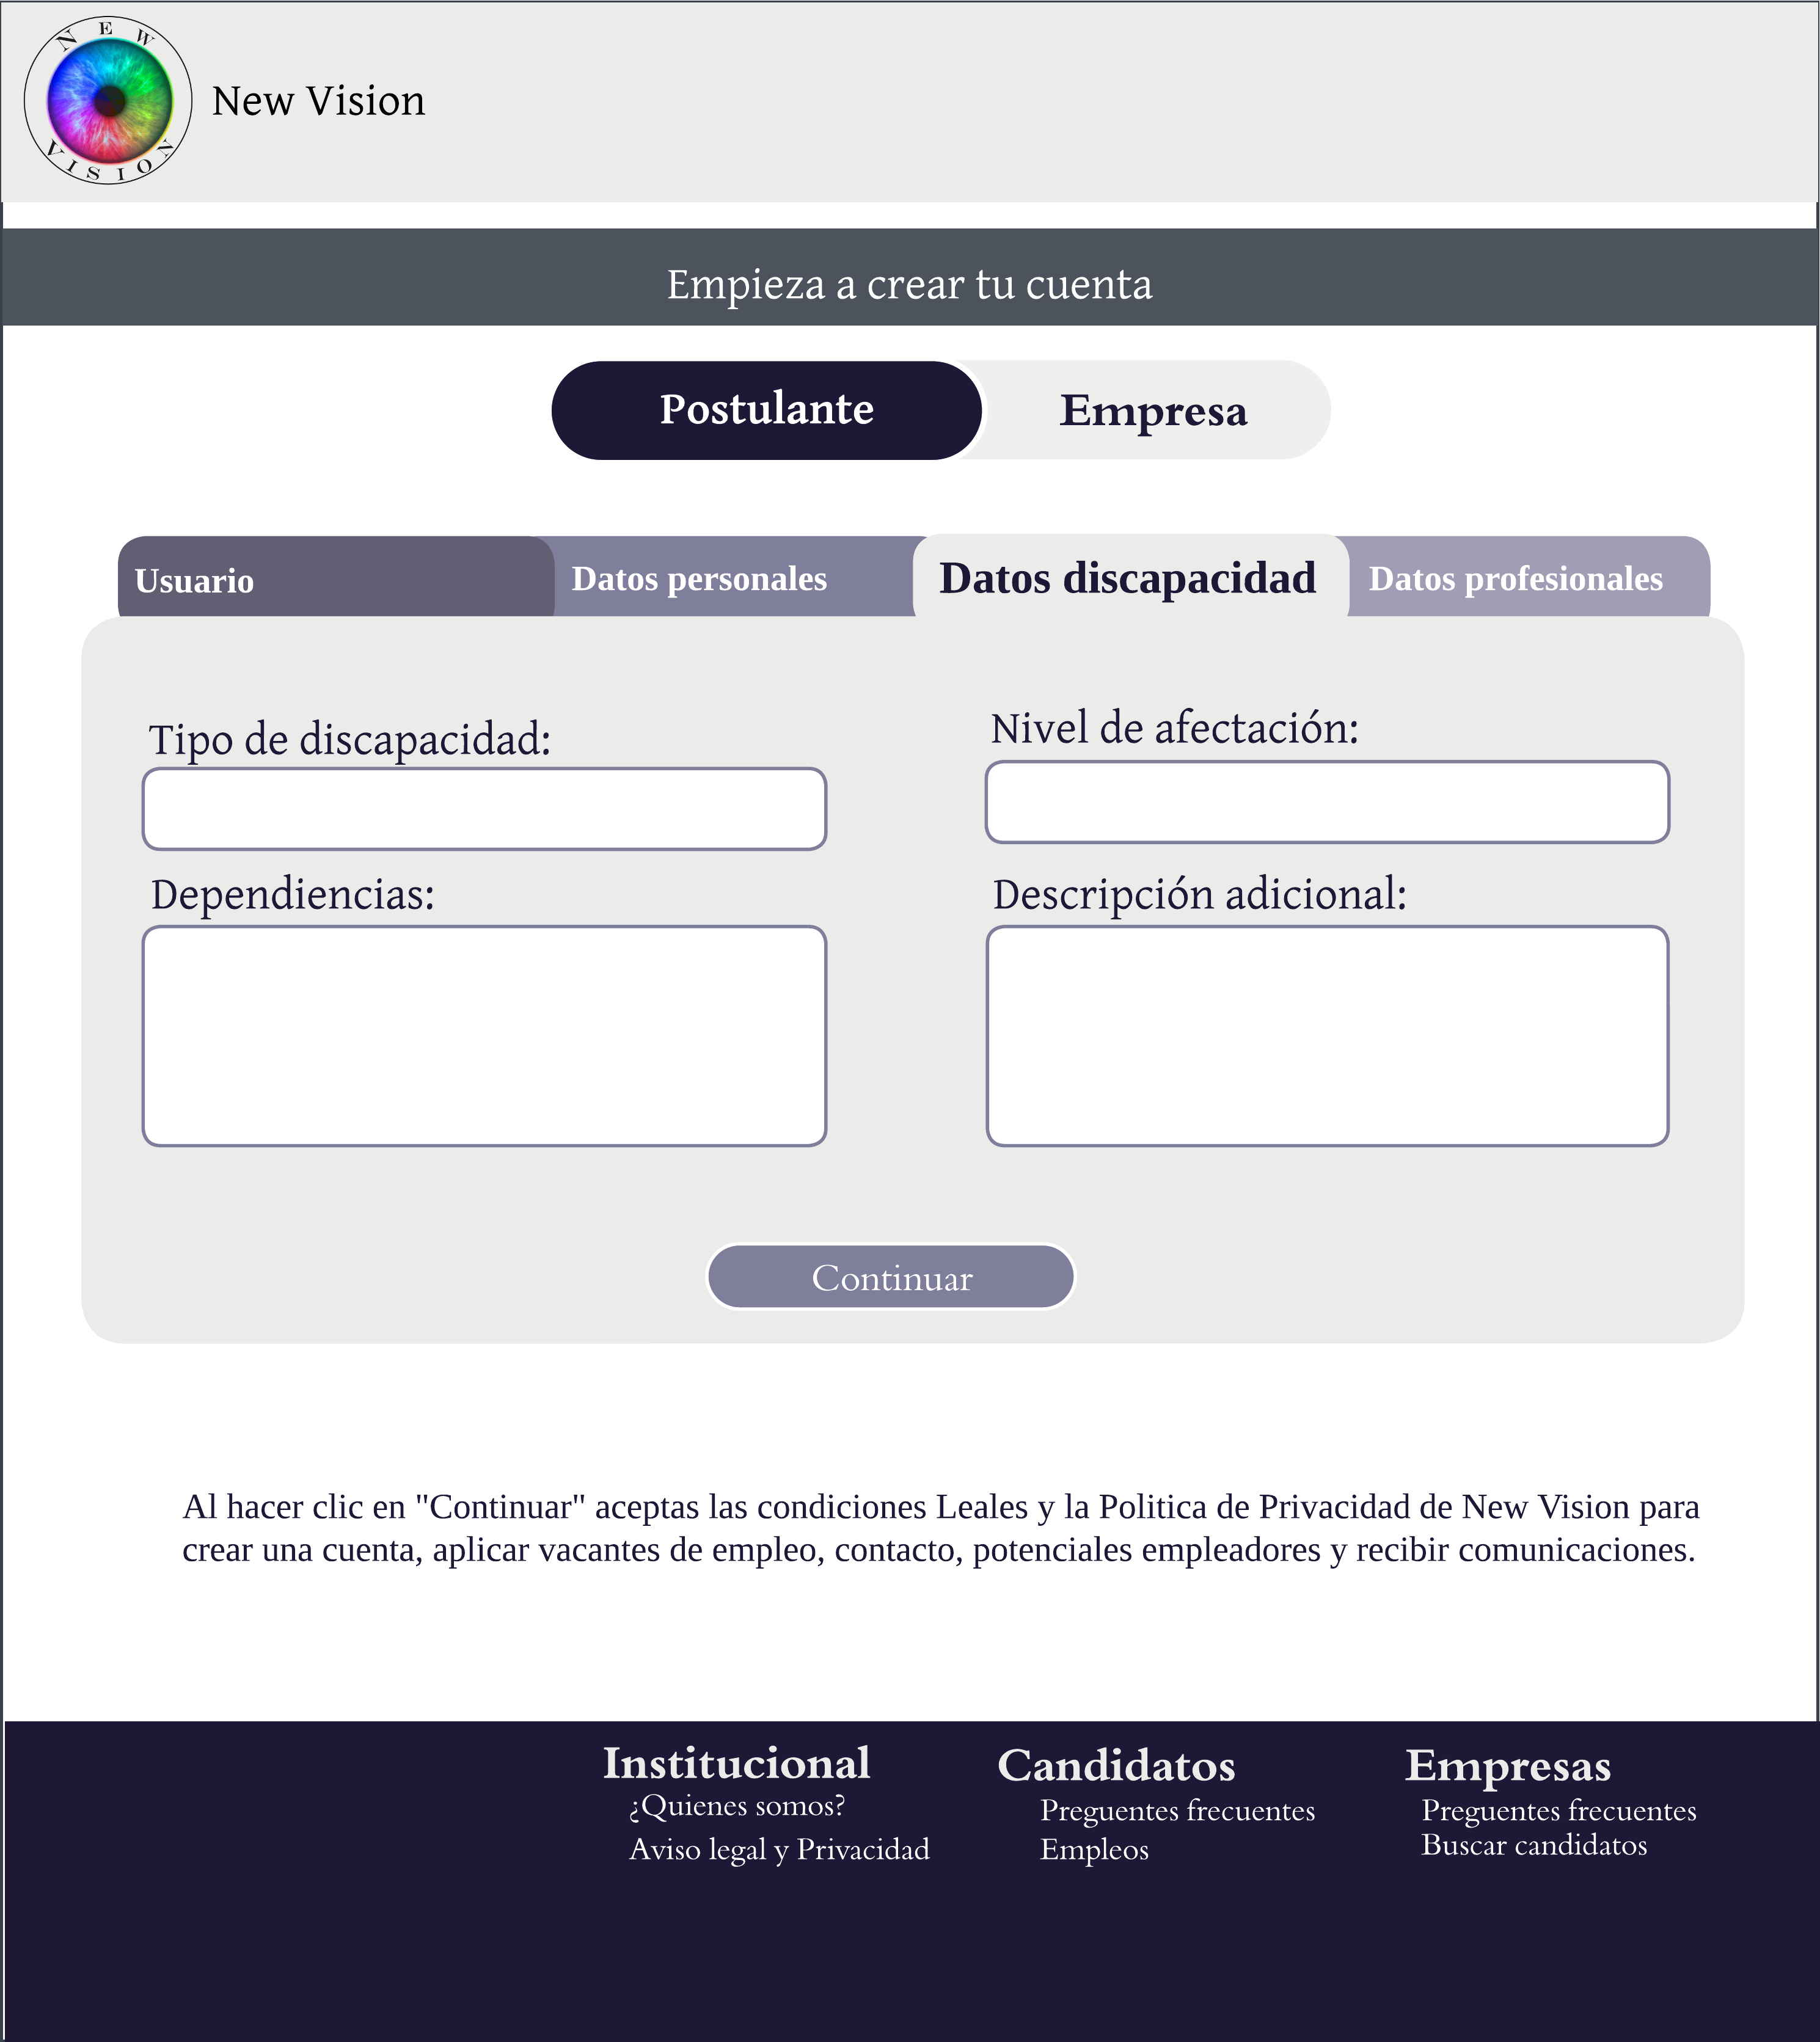 NEW
VISION
New Vision
Empieza a crear tu cuenta
Postulante
Empresa
Usuario
Datos personales
Datos discapacidad
Datos profesionales
Tipo de discapacidad:
Nivel de afectación:
Dependiencias:
Descripción adicional:
Continuar
Al hacer clic en "Continuar" aceptas las condiciones Leales y la Politica de Privacidad de New Vision para
crear una cuenta, aplicar vacantes de empleo, contacto, potenciales empleadores y recibir comunicaciones.
Institucional
¿Quienes somos?
Aviso legal y Privacidad
Candidatos
Preguentes frecuentes
Empleos
Empresas
Preguentes frecuentes
Buscar candidatos